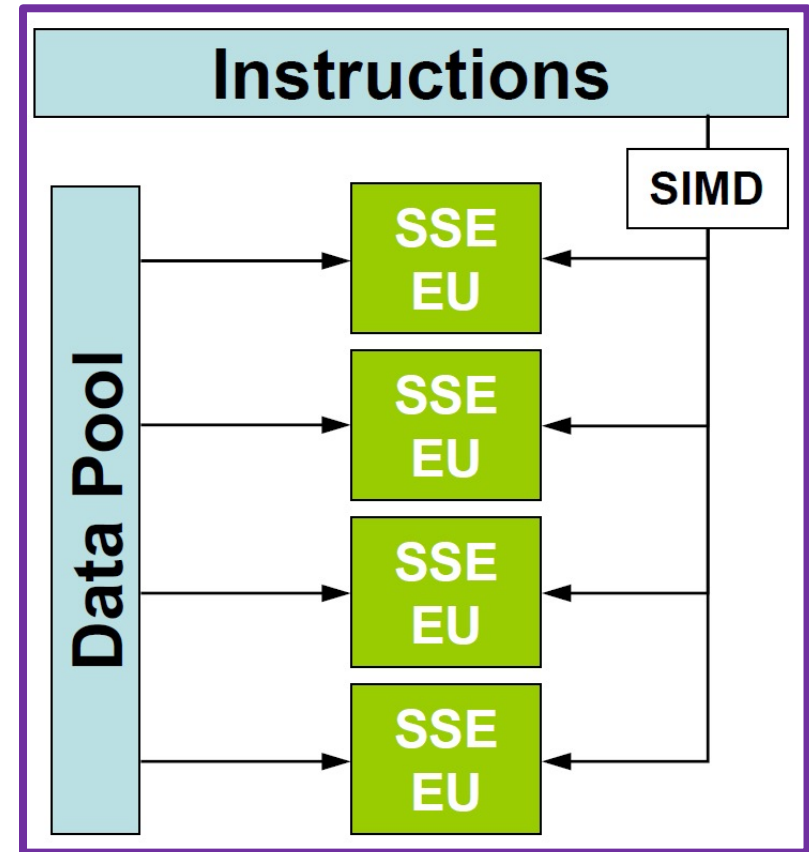 Instructions
SIMD
Data Pool
SSE
EU
SSE
EU
SSE
EU
SSE
EU